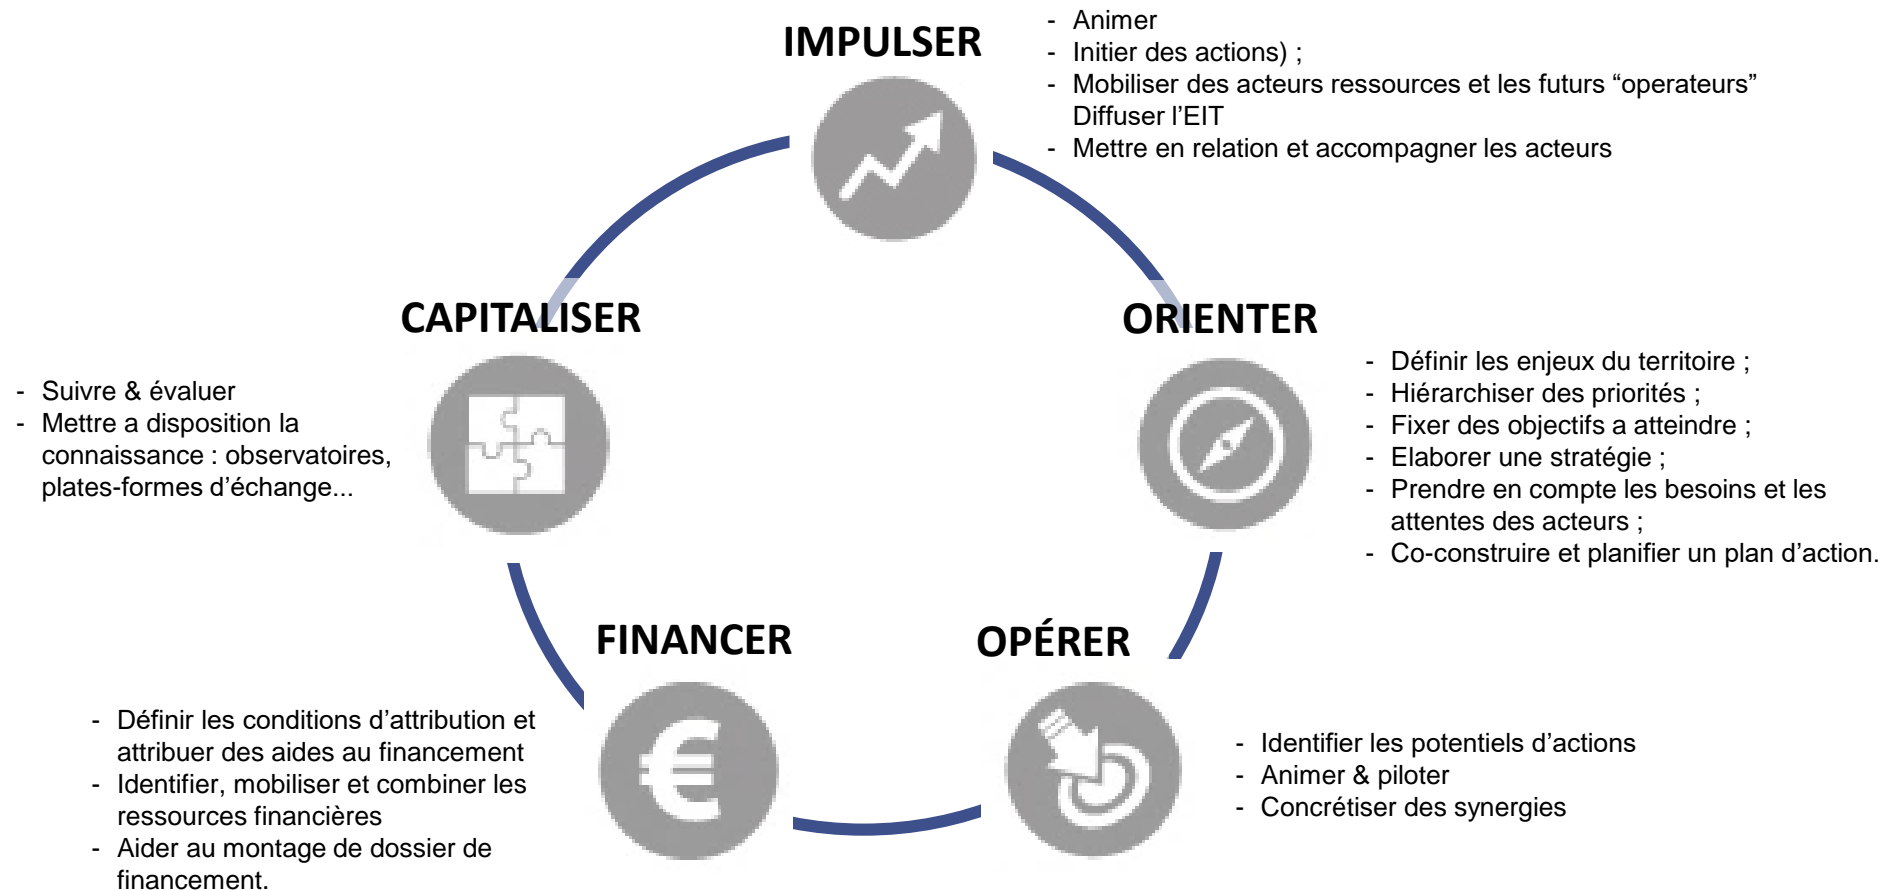 IMPULSER
- Animer
- Initier des actions) ;
- Mobiliser des acteurs ressources et les futurs “operateurs”
Diffuser l’EIT
- Mettre en relation et accompagner les acteurs
ORIENTER
- Définir les enjeux du territoire ;
- Hiérarchiser des priorités ;
- Fixer des objectifs a atteindre ;
- Elaborer une stratégie ;
- Prendre en compte les besoins et les
attentes des acteurs ;
- Co-construire et planifier un plan d’action.
OPÉRER
- Identifier les potentiels d’actions
- Animer & piloter
- Concrétiser des synergies
FINANCER
€
- Définir les conditions d’attribution et
attribuer des aides au financement
- Identifier, mobiliser et combiner les
ressources financières
- Aider au montage de dossier de
financement.
CAPITALISER
- Suivre & évaluer
- Mettre a disposition la
connaissance : observatoires,
plates-formes d’échange...